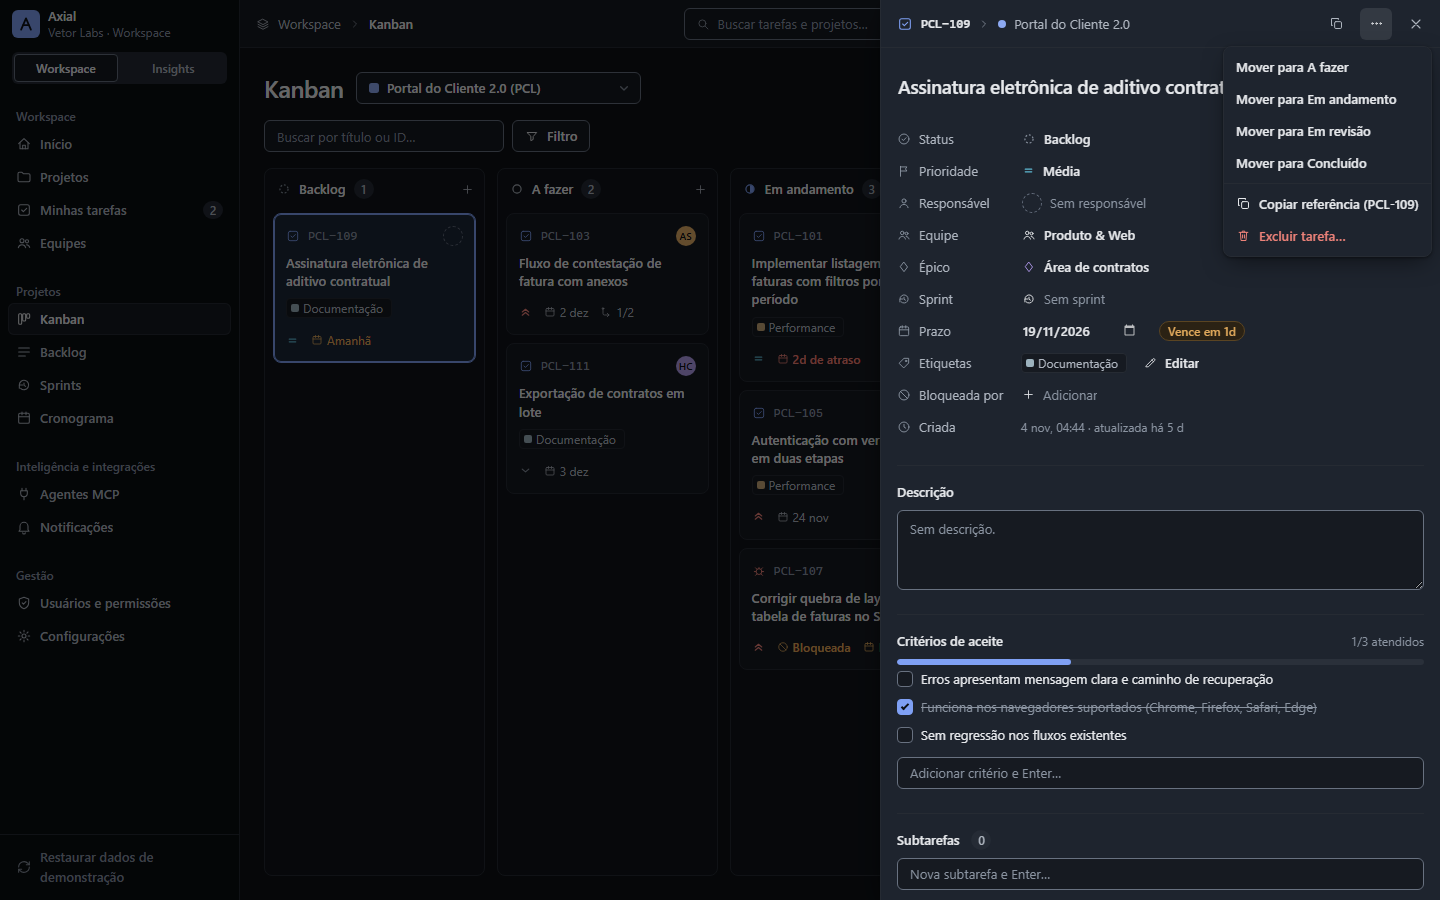 A
Axial
Vetor Labs · Workspace
Workspace
Insights
Workspace
Início
Projetos
Minhas tarefas
2
Equipes
Projetos
Kanban
Backlog
Sprints
Cronograma
Inteligência e integrações
Agentes MCP
Notificações
Gestão
Usuários e permissões
Configurações
Restaurar dados de
demonstração
Workspace
Kanban
Buscar tarefas e projetos...
Kanban
Portal do Cliente 2.0 (PCL)
Buscar por título ou ID...
Filtro
Backlog
1
PCL-109
Assinatura eletrônica de
aditivo contratual
Documentação
Amanhã
A fazer
2
PCL-103
AS
Fluxo de contestação de
fatura com anexos
2 dez
1/2
PCL-111
HC
Exportação de contratos em
lote
Documentação
3 dez
Em andamento
3
PCL-101
Implementar listagem
faturas com filtros po
período
Performance
2d de atraso
PCL-105
Autenticação com ver
em duas etapas
Performance
24 nov
PCL-107
Corrigir quebra de lay
tabela de faturas no S
Bloqueada
PCL-109
Portal do Cliente 2.0
Assinatura eletrônica de aditivo contrat
Mover para A fazer
Mover para Em andamento
Mover para Em revisão
Mover para Concluído
Copiar referência (PCL-109)
Excluir tarefa...
Status
Backlog
Prioridade
Média
Responsável
Sem responsável
Equipe
Produto & Web
Épico
Área de contratos
Sprint
Sem sprint
Prazo
19/11/2026
Vence em 1d
Etiquetas
Documentação
Editar
Bloqueada por
Adicionar
Criada
4 nov, 04:44 · atualizada há 5 d
Descrição
Sem descrição.
Critérios de aceite
1/3 atendidos
Erros apresentam mensagem clara e caminho de recuperação
Funciona nos navegadores suportados (Chrome, Firefox, Safari, Edge)
Sem regressão nos fluxos existentes
Adicionar critério e Enter...
Subtarefas
0
Nova subtarefa e Enter...